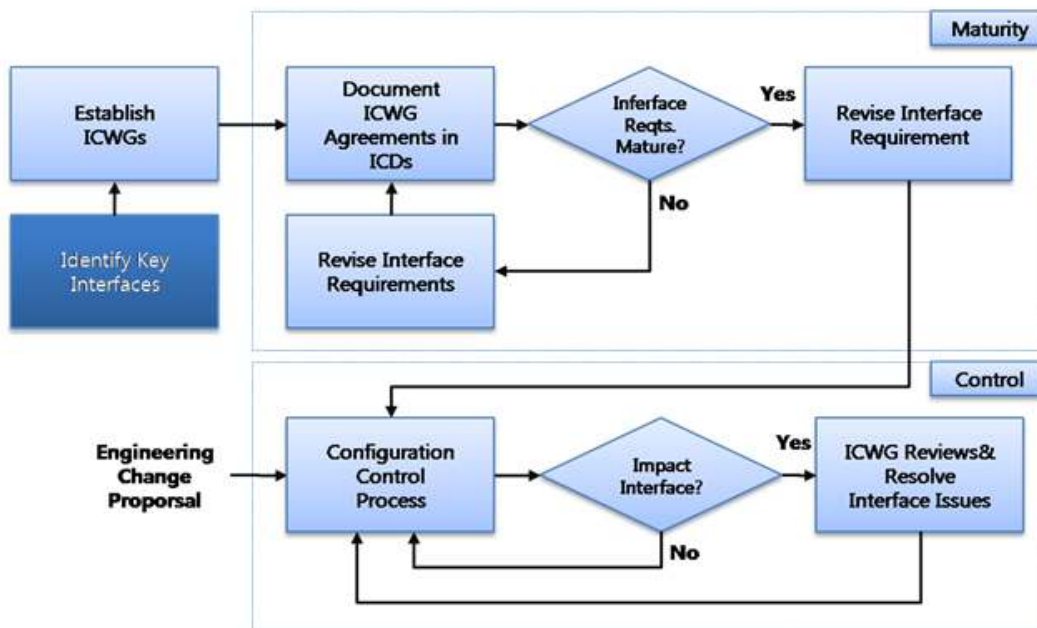 Maturity
Establish
ICWGs
Document
ICWG
Agreements in
ICDs
Inferface
Reqts.
Mature?
Yes
Revise Interface
Requirement
No
Identify Key
Interfaces
Revise Interface
Requirements
Control
Engineering
Change
Proporsal
Configuration
Control
Process
Impact
Interface?
Yes
ICWG Reviews&
Resolve
Interface Issues
No